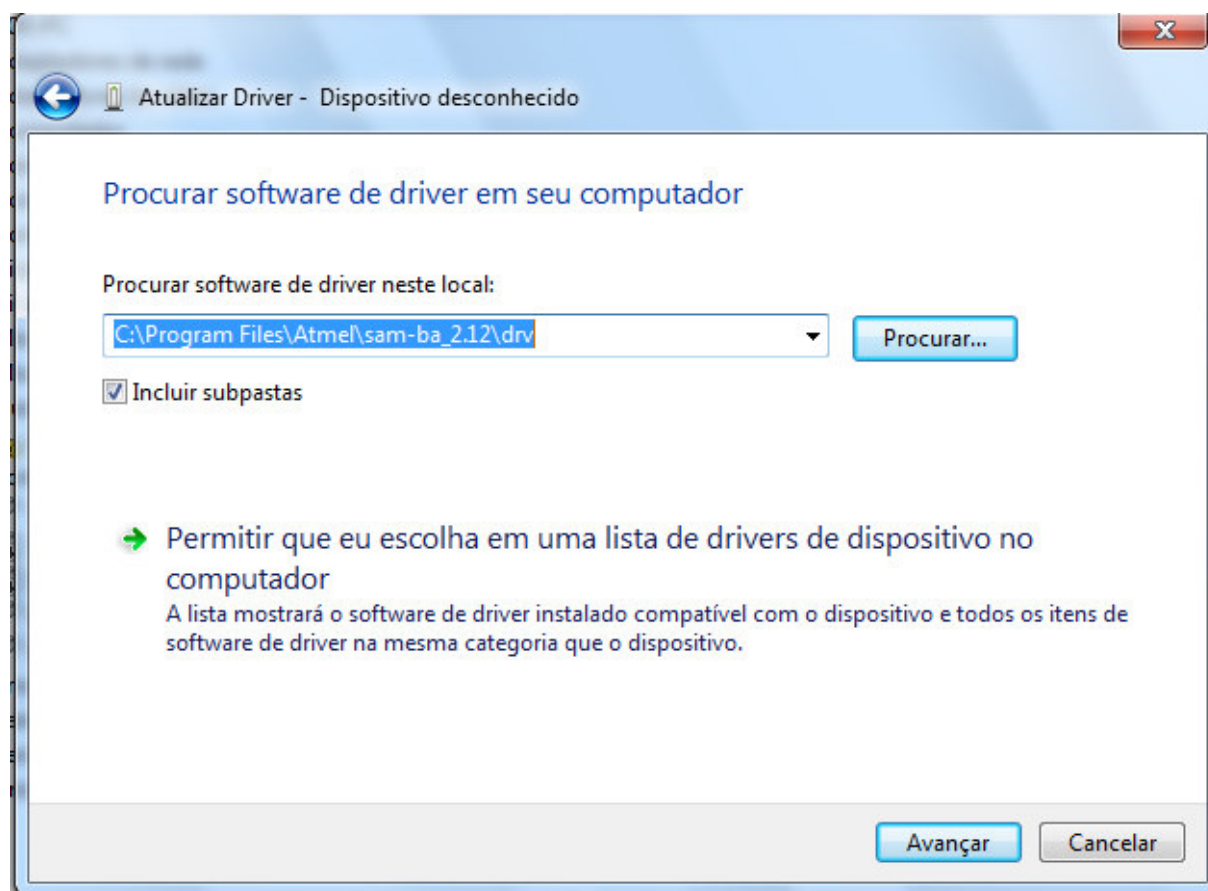 Atualizar Driver - Dispositivo desconhecido
Procurar software de driver em seu computador
Procurar software de driver neste local:
C:\Program Files\Atmel\sam-ba_2.12\drv
Procurar...
Incluir subpastas
Permitir que eu escolha em uma lista de drivers de dispositivo no
computador
A lista mostrará o software de driver instalado compatível com o dispositivo e todos os itens de
software de driver na mesma categoria que o dispositivo.
Avançar
Cancelar